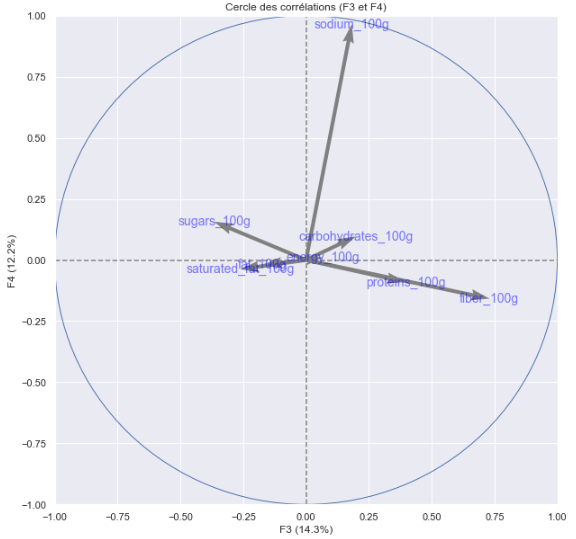 Cercle des corrélations (F3 et F4)
1.00
sodium_100g
0.75
0.50
0.25
sugars_100g
carbohydrates_100g
energy_100g
0.00
fat_100g
saturated_fat_100g
proteins_100g
fiber_100g
−0.25
−0.50
−0.75
−1.00
F4 (12.2%)
−1.00 −0.75 −0.50 −0.25 0.00 0.25 0.50 0.75 1.00
F3 (14.3%)